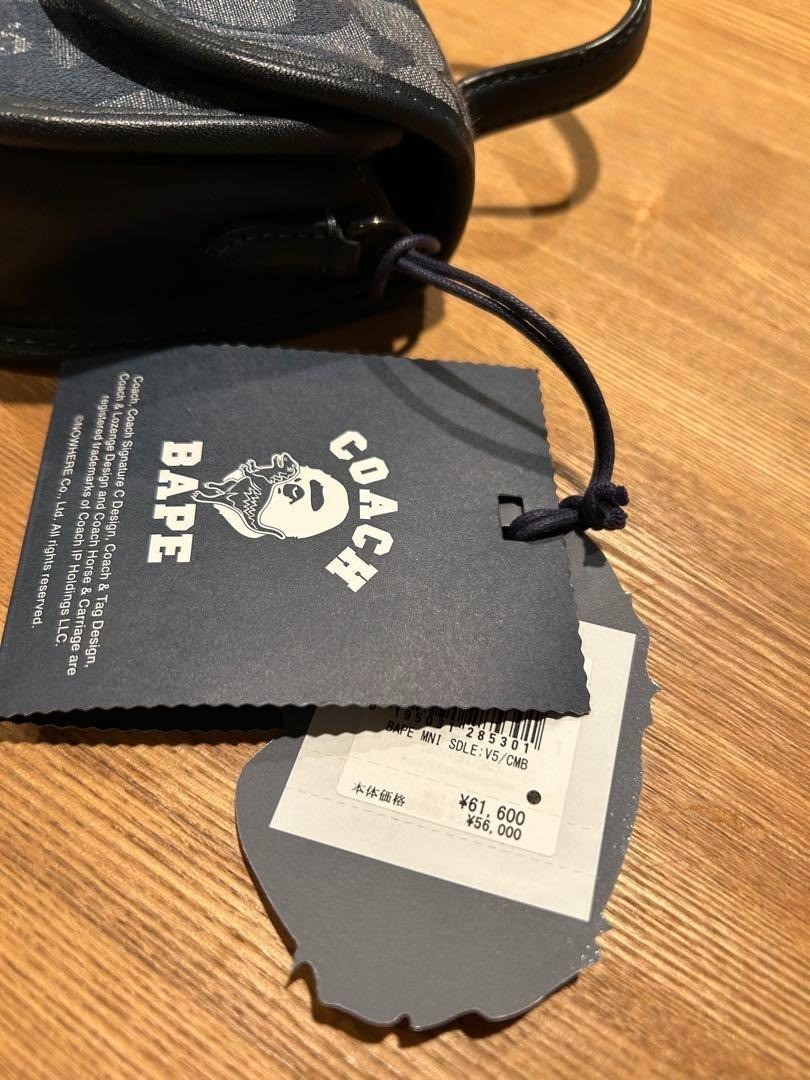 COACH
BAPE
Coach, Coach Signature C Design, Coach & Tag Design,
Coach & Lozenge Design and Coach Horse & Carriage are
registered trademarks of Coach IP Holdings LLC.
©NOWHERE Co., Ltd. All rights reserved.
285301
BAPE MNI SDLE:V5/CMB
本体価格
¥61,600
¥56,000